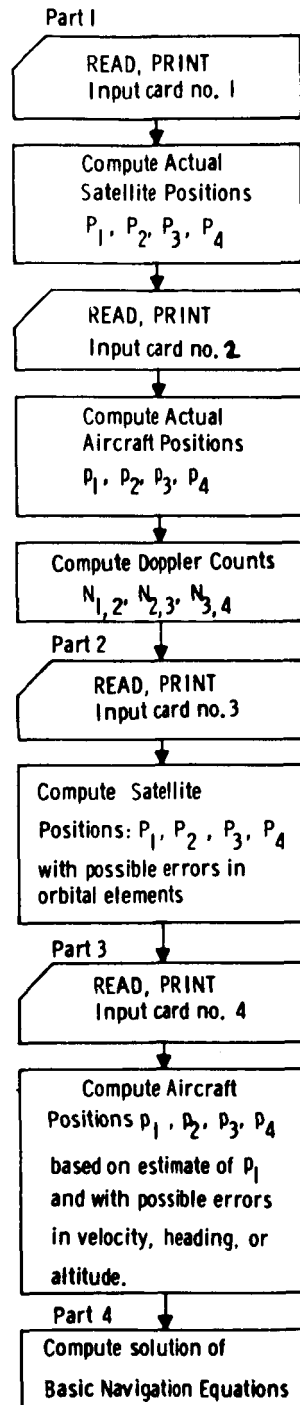 Part 1
READ, PRINT
Input card no. 1
Compute Actual
Satellite Positions
P₁, P₂, P₃, P₄
READ, PRINT
Input card no. 2
Compute Actual
Aircraft Positions
p₁, p₂, p₃, p₄
Compute Doppler Counts
N₁,₂, N₂,₃, N₃,₄
Part 2
READ, PRINT
Input card no. 3
Compute Satellite
Positions: P₁, P₂, P₃, P₄
with possible errors in
orbital elements
Part 3
READ, PRINT
Input card no. 4
Compute Aircraft
Positions p₁, p₂, p₃, p₄
based on estimate of p₁
and with possible errors
in velocity, heading, or
altitude.
Part 4
Compute solution of
Basic Navigation Equations